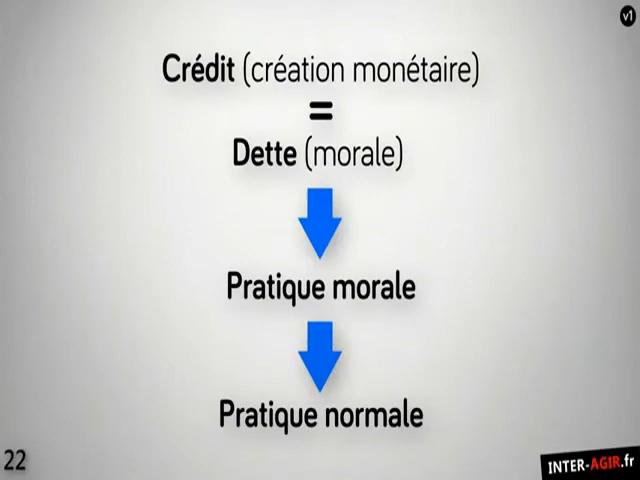 v1
Crédit (création monétaire)
=
Dette (morale)
Pratique morale
Pratique normale
22
INTER-AGIR.fr